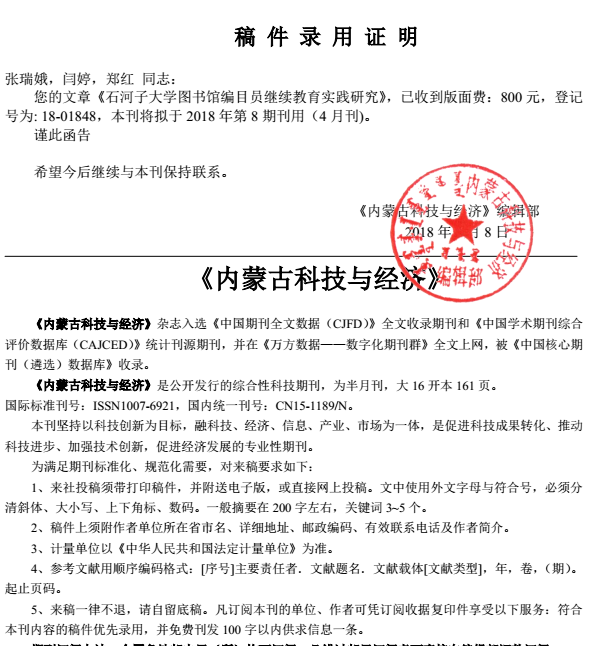 稿 件 录 用 证 明
张瑞娥，闫婷，郑红 同志：
您的文章《石河子大学图书馆编目员继续教育实践研究》，已收到版面费：800 元，登记
号为: 18-01848，本刊将拟于 2018 年第 8 期刊用（4 月刊)。
谨此函告
希望今后继续与本刊保持联系。
《内蒙古科技与经济》编辑部
2018 年 月 8 日
内蒙古科技与经济
编辑部
《内蒙古科技与经济》
《内蒙古科技与经济》杂志入选《中国期刊全文数据（CJFD)》全文收录期刊和《中国学术期刊综合
评价数据库（CAJCED)》统计刊源期刊，并在《万方数据——数字化期刊群》全文上网，被《中国核心期
刊（遴选）数据库》收录。
《内蒙古科技与经济》是公开发行的综合性科技期刊，为半月刊，大 16 开本 161 页。
国际标准刊号：ISSN1007-6921，国内统一刊号：CN15-1189/N。
本刊坚持以科技创新为目标，融科技、经济、信息、产业、市场为一体，是促进科技成果转化、推动
科技进步、加强技术创新，促进经济发展的专业性期刊。
为满足期刊标准化、规范化需要，对来稿要求如下：
1、来社投稿须带打印稿件，并附送电子版，或直接网上投稿。文中使用外文字母与符合号，必须分
清斜体、大小写、上下角标、数码。一般摘要在 200 字左右，关键词 3~5 个。
2、稿件上须附作者单位所在省市名、详细地址、邮政编码、有效联系电话及作者简介。
3、计量单位以《中华人民共和国法定计量单位》为准。
4、参考文献用顺序编码格式：[序号]主要责任者．文献题名．文献载体[文献类型]，年，卷，（期）。
起止页码。
5、来稿一律不退，请自留底稿。凡订阅本刊的单位、作者可凭订阅收据复印件享受以下服务：符合
本刊内容的稿件优先录用，并免费刊发 100 字以内供求信息一条。